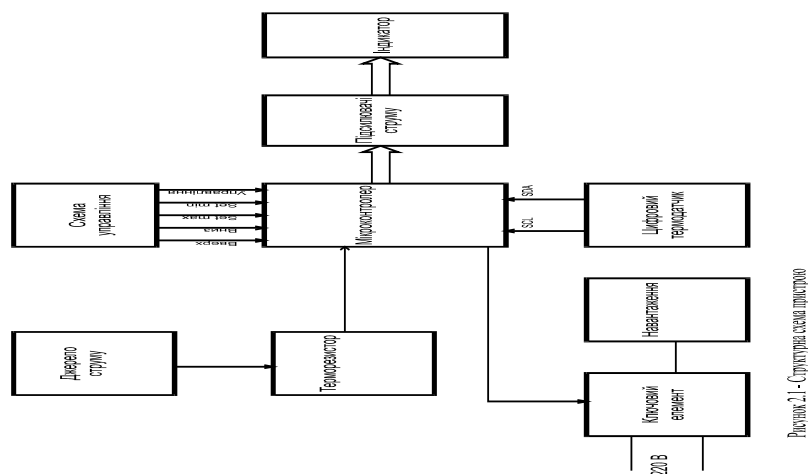 Джерело
струму
Схема
управління
Вверх
Set max
Set min
Управління
Терморезистор
Мікроконтролер
Підсилювачі
струму
Індикатор
SCL
SDA
220 В
Ключовий
елемент
Навантаження
Цифровий
термодатчик
Рисунок 2.1 - Структурна схема пристрою